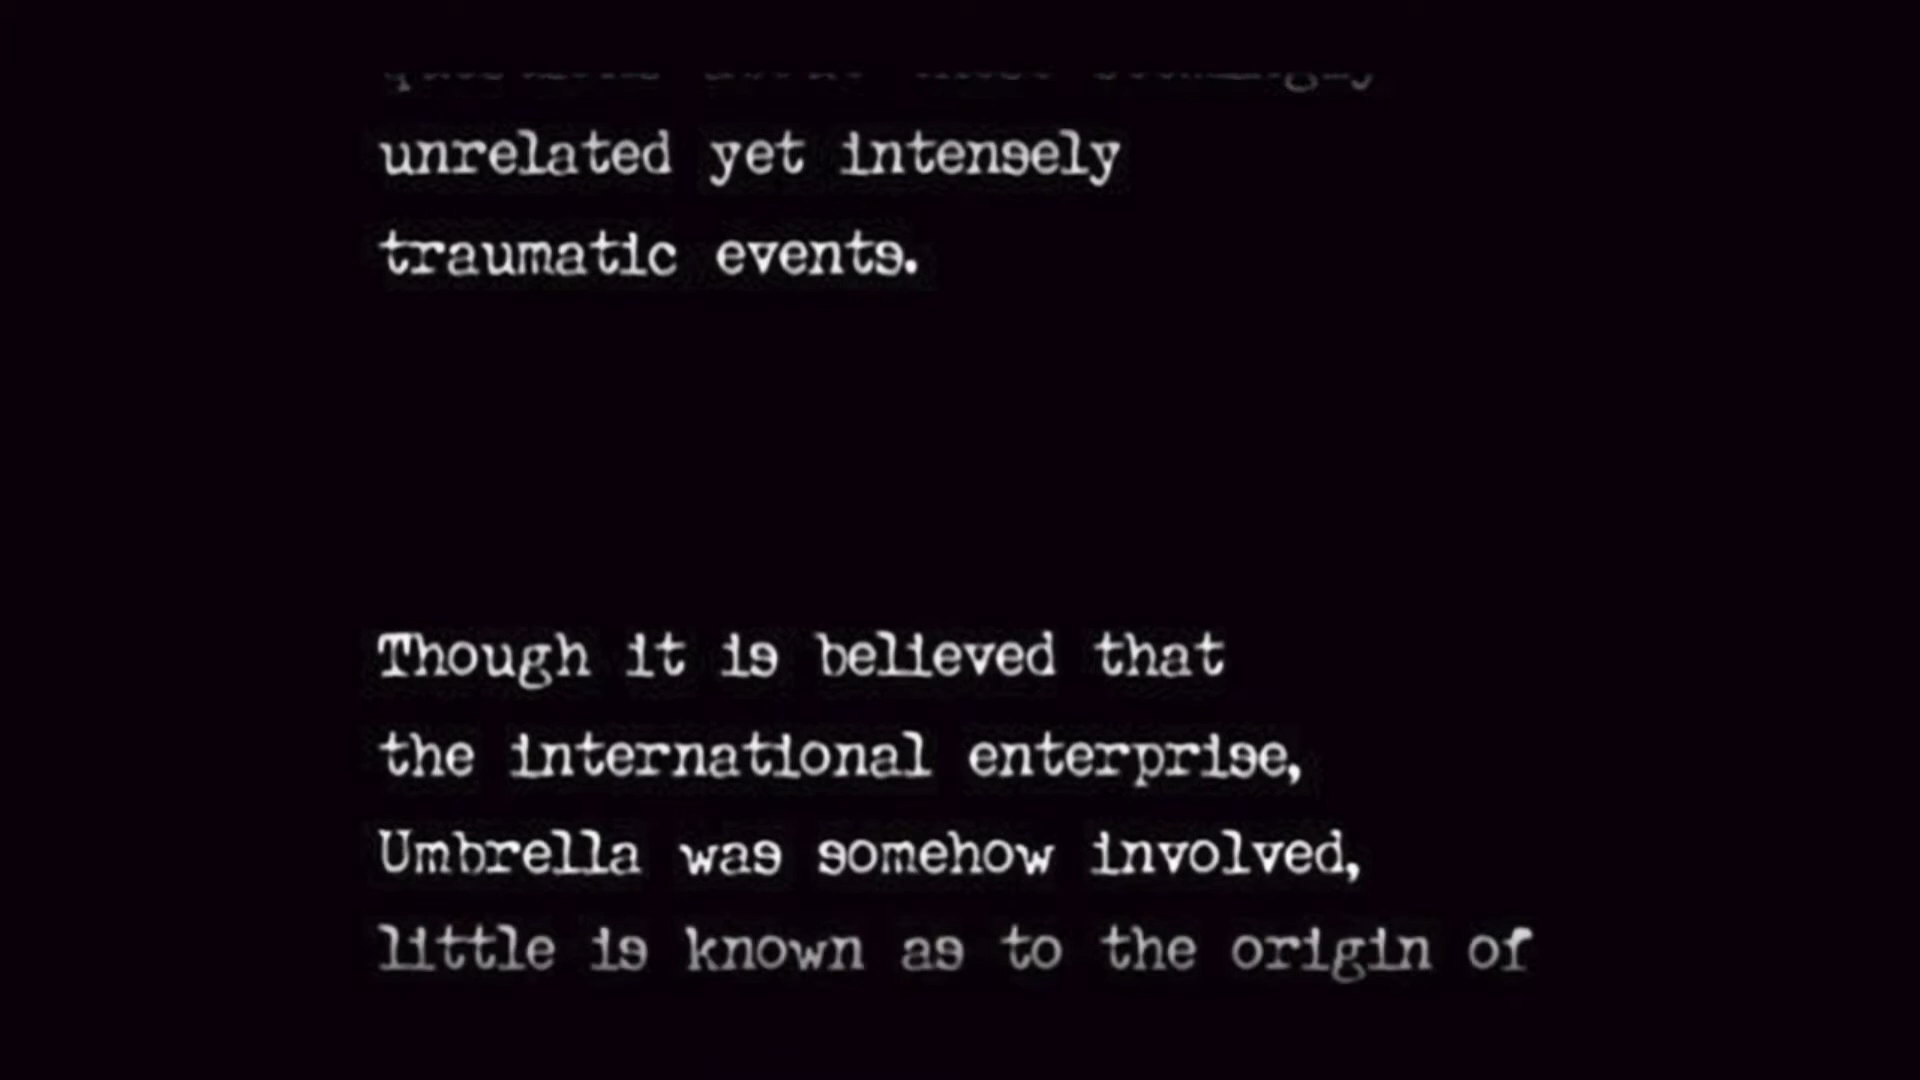 unrelated yet intensely
traumatic events.
Though it is believed that
the international enterprise,
Umbrella was somehow involved,
little is known as to the origin of